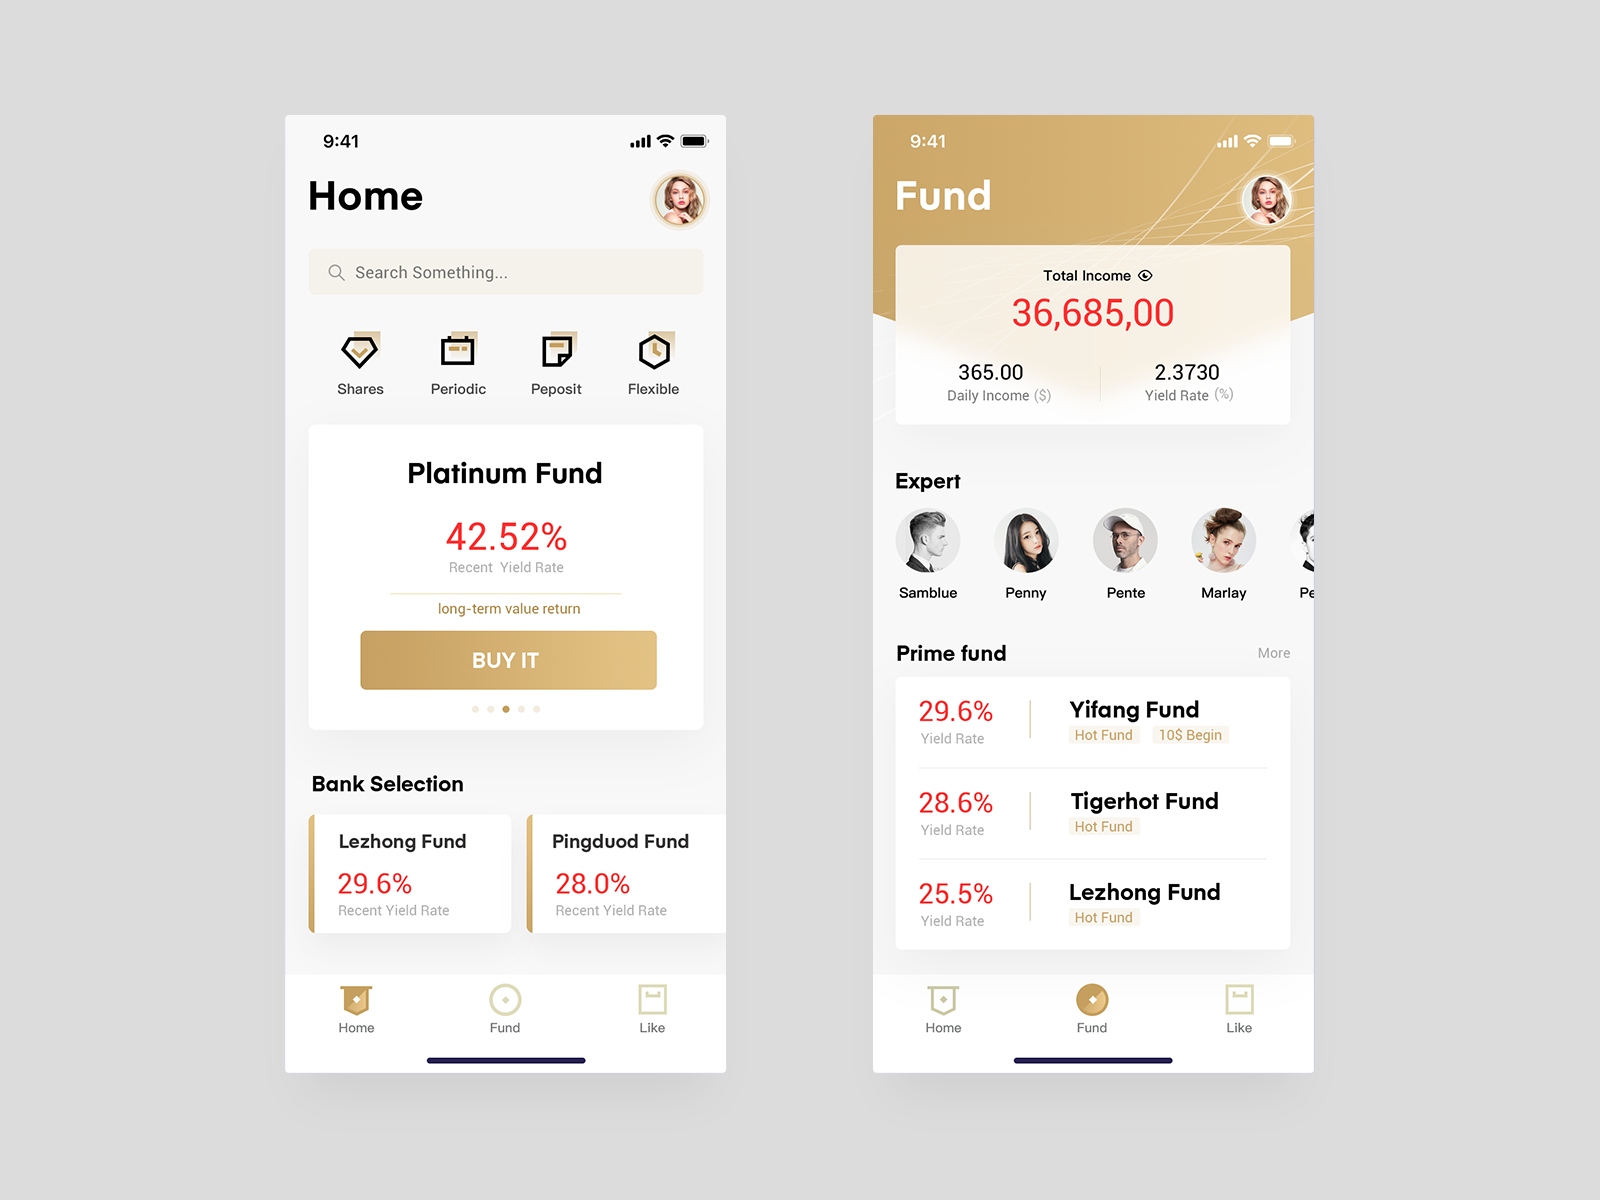 9:41
Home
Search Something...
Shares
Periodic
Peposit
Flexible
Platinum Fund
42.52%
Recent Yield Rate
long-term value return
BUY IT
Bank Selection
Lezhong Fund
29.6%
Recent Yield Rate
Pingduod Fund
28.0%
Recent Yield Rate
Home
Fund
Like
9:41
Fund
Total Income
36,685,00
365.00
Daily Income ($)
2.3730
Yield Rate (%)
Expert
Samblue
Penny
Pente
Marlay
Pe
Prime fund
More
29.6%
Yield Rate
Yifang Fund
Hot Fund
10$ Begin
28.6%
Yield Rate
Tigerhot Fund
Hot Fund
25.5%
Yield Rate
Lezhong Fund
Hot Fund
Home
Fund
Like